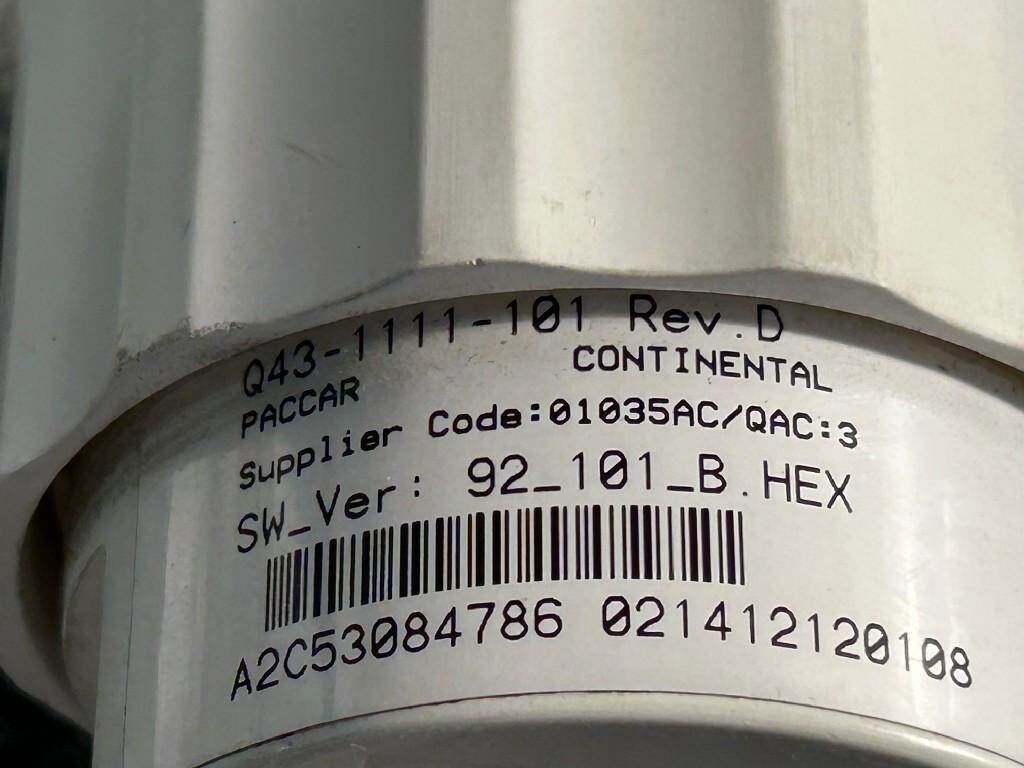 Q43-1111-101 Rev.D
PACCAR CONTINENTAL
Supplier Code:01035AC/QAC:3
SW_Ver: 92_101_B.HEX
A2C53084786 021412120108